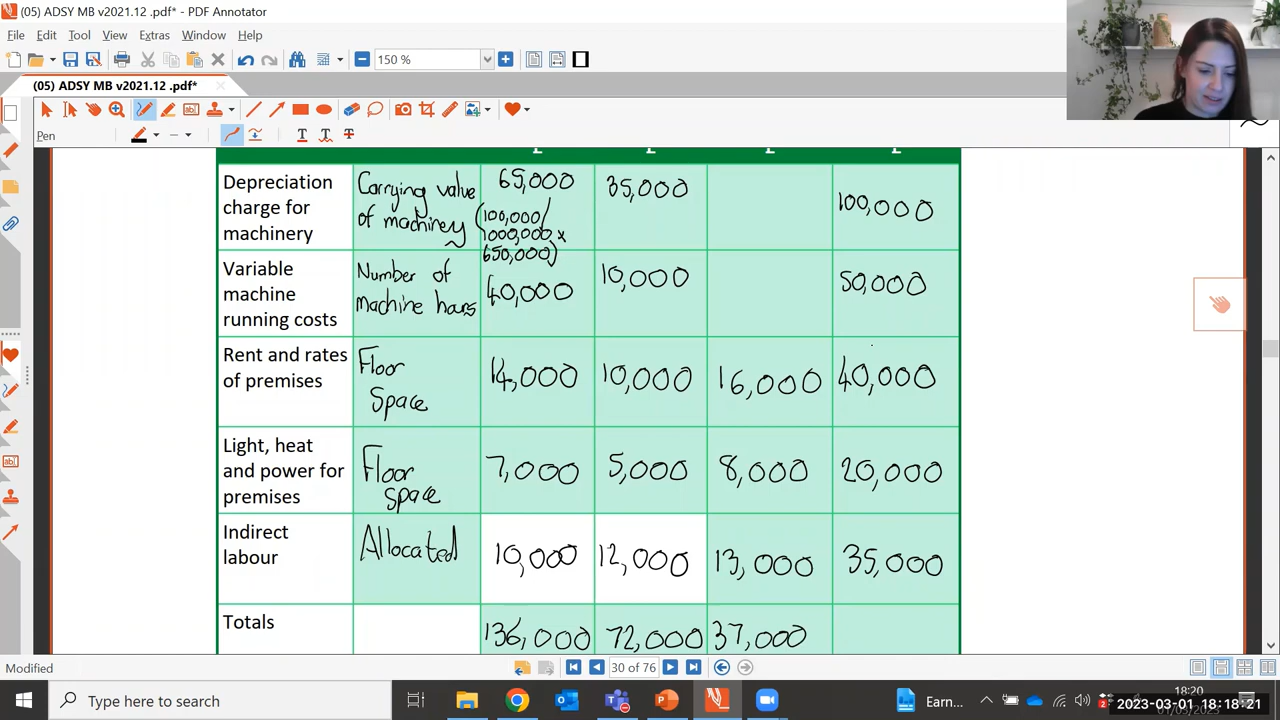 (05) ADSY MB v2021.12 .pdf* - PDF Annotator
File Edit Tool View Extras Window Help
150 %
(05) ADSY MB v2021.12 .pdf*
Pen
Depreciation charge for machinery
Carrying value of machinery
65,000
(100,000/
1000,000 x
650,000)
35,000
100,000
Variable machine running costs
Number of machine hours
40,000
10,000
50,000
Rent and rates of premises
Floor Space
14,000
10,000
16,000
40,000
Light, heat and power for premises
Floor space
7,000
5,000
8,000
20,000
Indirect labour
Allocated
10,000
12,000
13,000
35,000
Totals
136,000
72,000
37,000
Modified
30 of 76
Type here to search
Earn...
18:20
2023-03-01 18:18:21